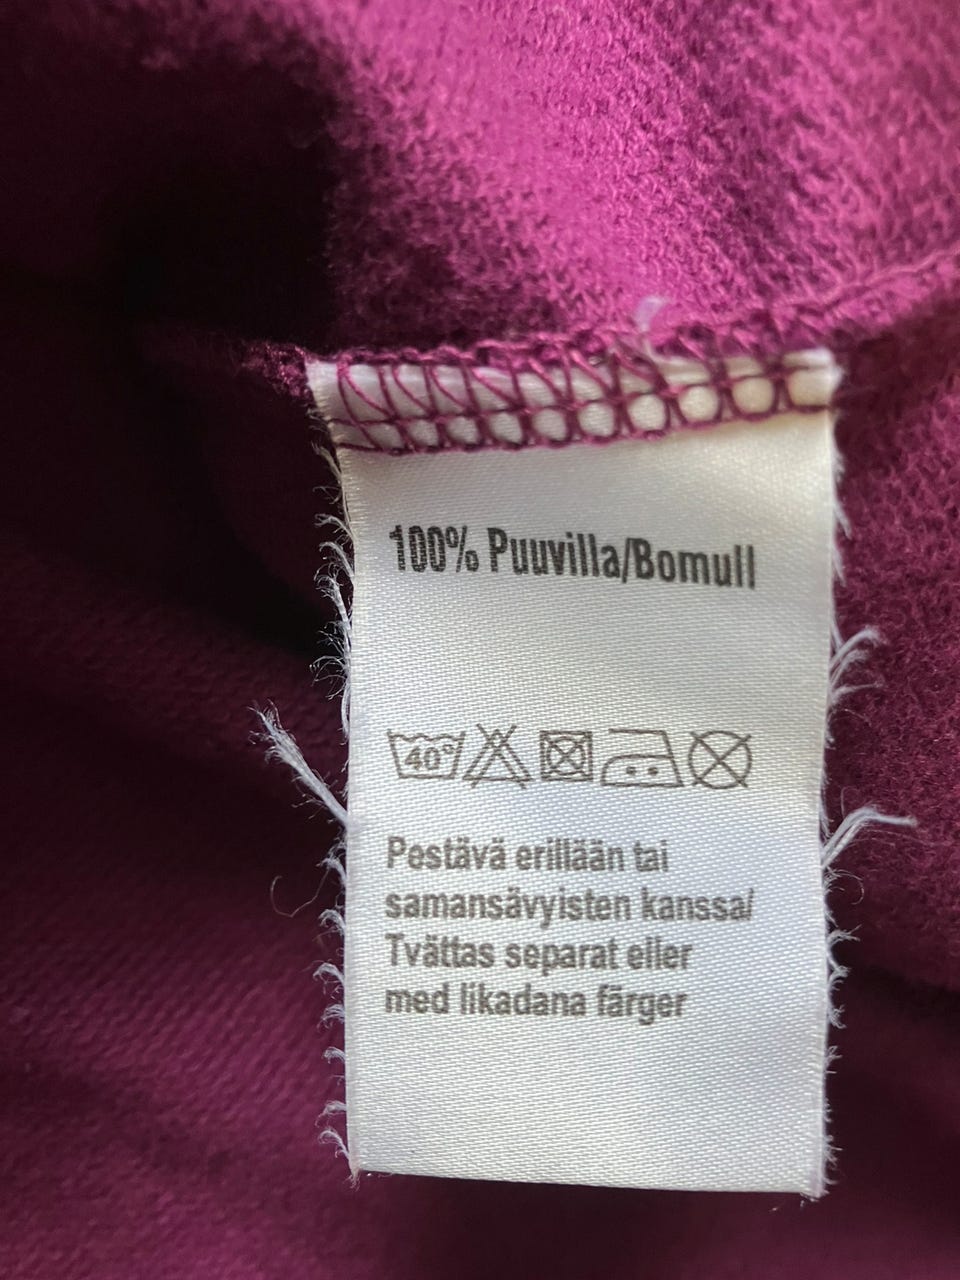 100% Puuvilla/Bomull
40°
Pestävä erillään tai
samansävyisten kanssa/
Tvättas separat eller
med likadana färger